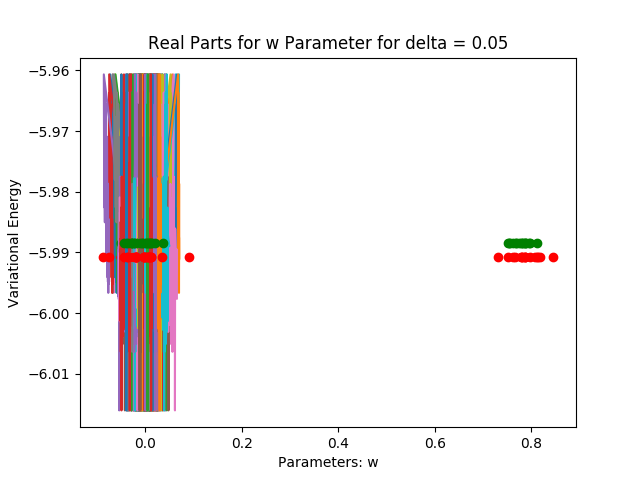 Real Parts for w Parameter for delta = 0.05
Variational Energy
−5.96
−5.97
−5.98
−5.99
−6.00
−6.01
0.0 0.2 0.4 0.6 0.8
Parameters: w